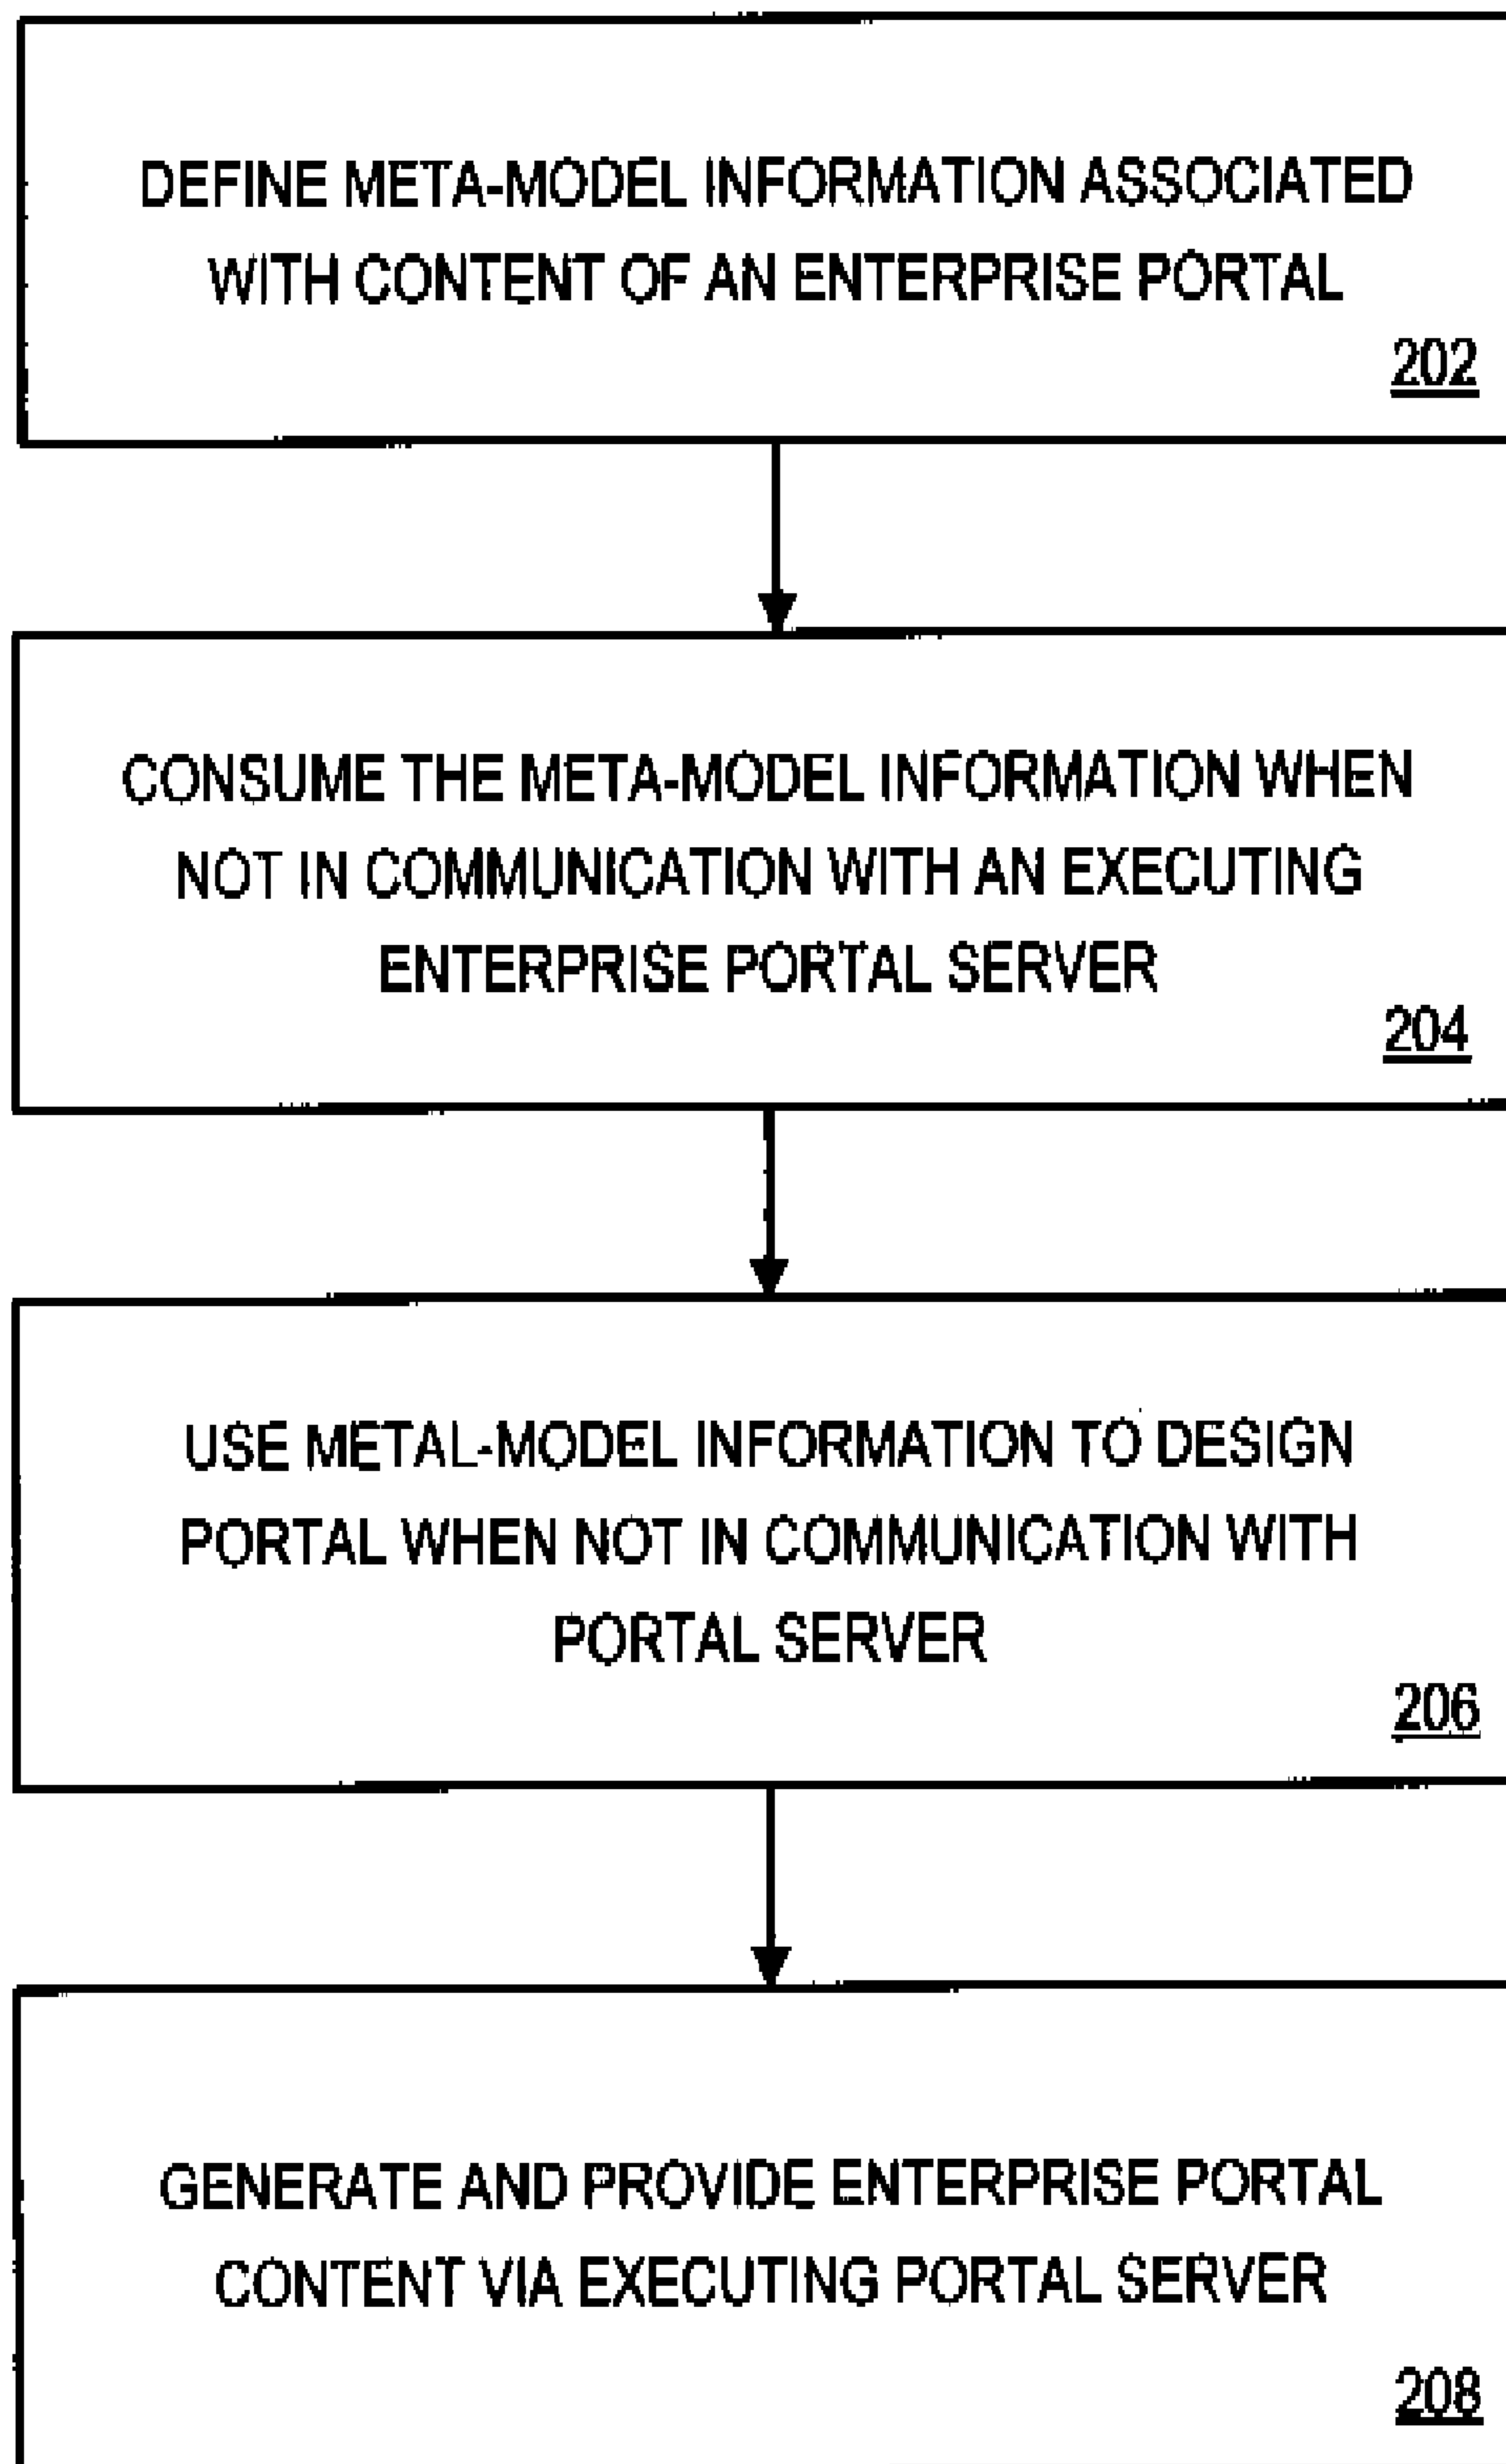 DEFINE META-MODEL INFORMATION ASSOCIATED
WITH CONTENT OF AN ENTERPRISE PORTAL
202
CONSUME THE META-MODEL INFORMATION WHEN
NOT IN COMMUNICATION WITH AN EXECUTING
ENTERPRISE PORTAL SERVER
204
USE METAL-MODEL INFORMATION TO DESIGN
PORTAL WHEN NOT IN COMMUNICATION WITH
PORTAL SERVER
206
GENERATE AND PROVIDE ENTERPRISE PORTAL
CONTENT VIA EXECUTING PORTAL SERVER
208